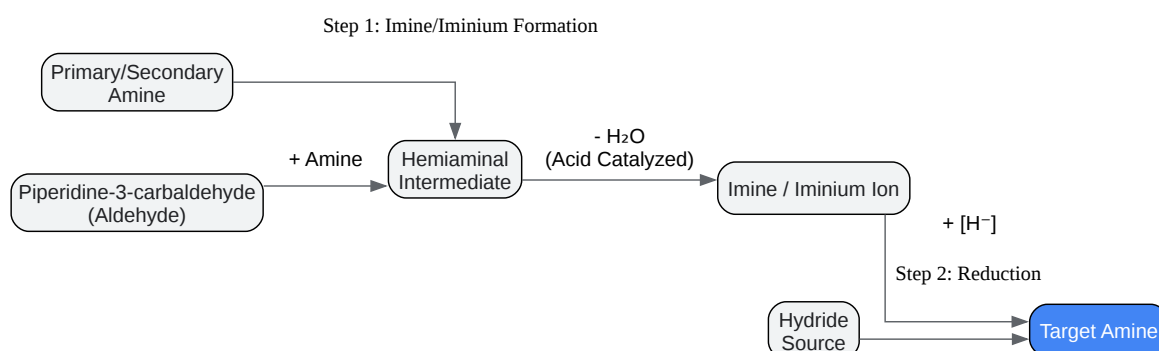 Step 1: Imine/Iminium Formation
Primary/Secondary
Amine
+ Amine
Piperidine-3-carbaldehyde
(Aldehyde)
Hemiaminal
Intermediate
- H₂O
(Acid Catalyzed)
Imine / Iminium Ion
+ [H⁻]
Step 2: Reduction
Hydride
Source
Target Amine